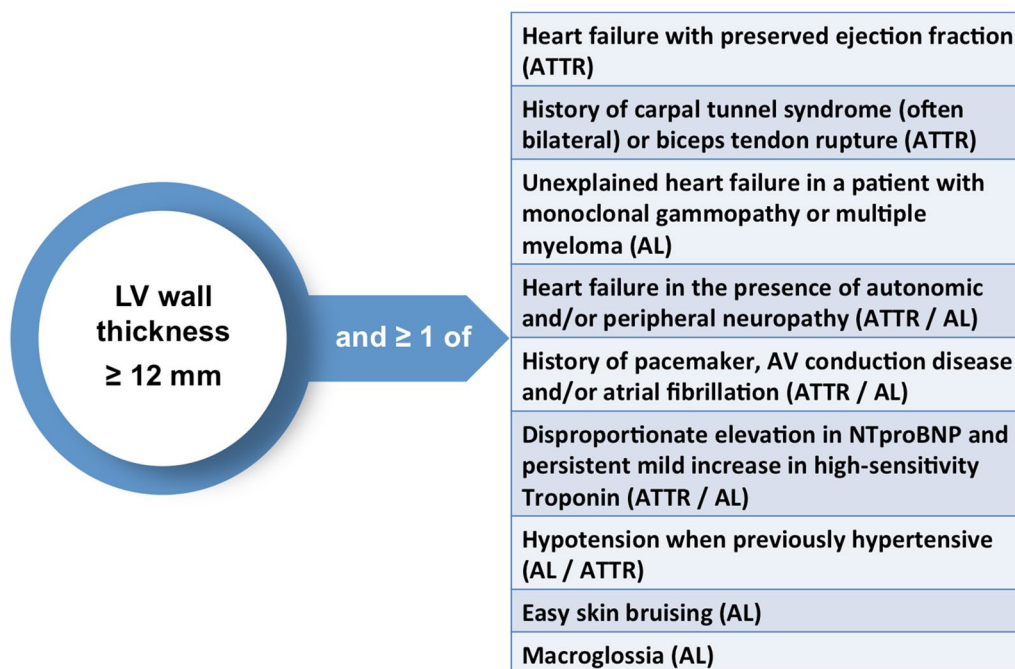 LV wall
thickness
≥ 12 mm
and ≥ 1 of
Heart failure with preserved ejection fraction
(ATTR)
History of carpal tunnel syndrome (often
bilateral) or biceps tendon rupture (ATTR)
Unexplained heart failure in a patient with
monoclonal gammopathy or multiple
myeloma (AL)
Heart failure in the presence of autonomic
and/or peripheral neuropathy (ATTR / AL)
History of pacemaker, AV conduction disease
and/or atrial fibrillation (ATTR / AL)
Disproportionate elevation in NTproBNP and
persistent mild increase in high-sensitivity
Troponin (ATTR / AL)
Hypotension when previously hypertensive
(AL / ATTR)
Easy skin bruising (AL)
Macroglossia (AL)